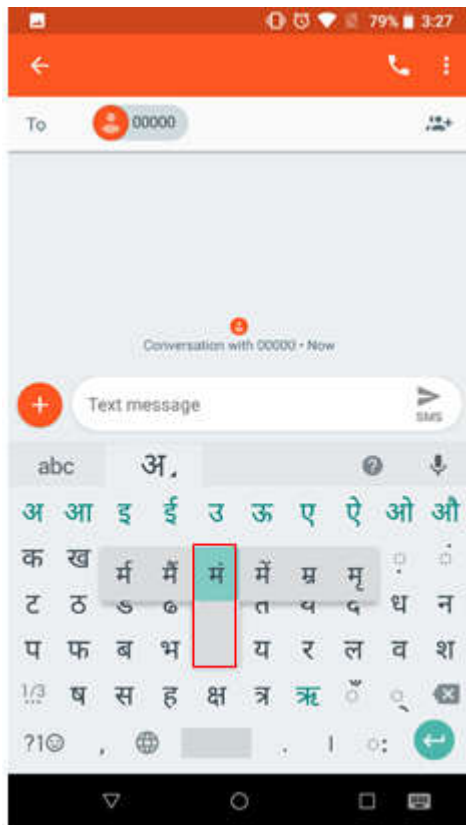 79% 3:27
To 00000
Conversation with 00000 • Now
Text message
SMS
abc अ
अ आ इ ई उ ऊ ए ऐ ओ औ
क ख
र्म मैं मं में म्र मृ
ट ठ ध न
प फ ब भ य र ल व श
1/3 ष स ह क्ष त्र ऋ
?1☺ , . ।